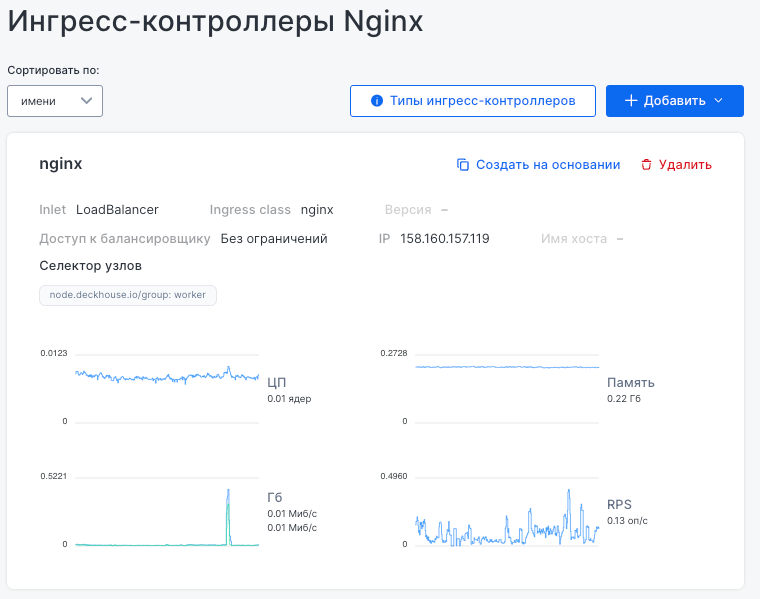 Ингресс-контроллеры Nginx
Сортировать по:
имени
Типы ингресс-контроллеров
Добавить
nginx
Создать на основании
Удалить
Inlet LoadBalancer Ingress class nginx Версия –
Доступ к балансировщику Без ограничений IP 158.160.157.119 Имя хоста –
Селектор узлов
node.deckhouse.io/group: worker
0.0123
0
ЦП
0.01 ядер
0.2728
0
Память
0.22 Гб
0.5221
0
Гб
0.01 Миб/с
0.01 Миб/с
0.4960
0
RPS
0.13 оп/с